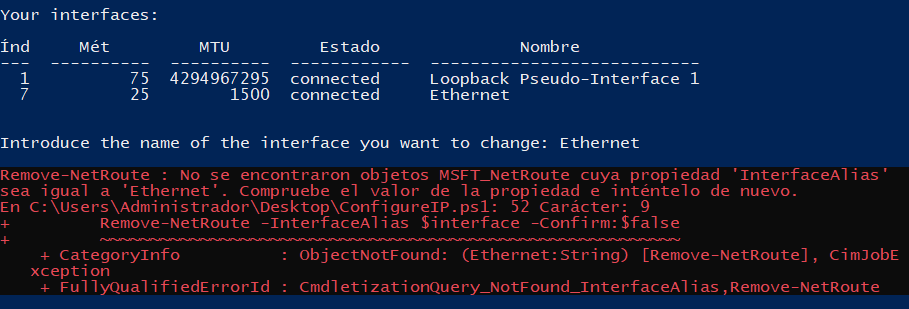 Your interfaces:
Índ     Mét          MTU          Estado              Nombre
---  ----------  ----------  ------------  ---------------------------
  1          75  4294967295  connected     Loopback Pseudo-Interface 1
  7          25        1500  connected     Ethernet
Introduce the name of the interface you want to change: Ethernet
Remove-NetRoute : No se encontraron objetos MSFT_NetRoute cuya propiedad 'InterfaceAlias'
sea igual a 'Ethernet'. Compruebe el valor de la propiedad e inténtelo de nuevo.
En C:\Users\Administrador\Desktop\ConfigureIP.ps1: 52 Carácter: 9
+         Remove-NetRoute -InterfaceAlias $interface -Confirm:$false
+         ~~~~~~~~~~~~~~~~~~~~~~~~~~~~~~~~~~~~~~~~~~~~~~~~~~~~~~~~~~
    + CategoryInfo          : ObjectNotFound: (Ethernet:String) [Remove-NetRoute], CimJobE
   xception
    + FullyQualifiedErrorId : CmdletizationQuery_NotFound_InterfaceAlias,Remove-NetRoute